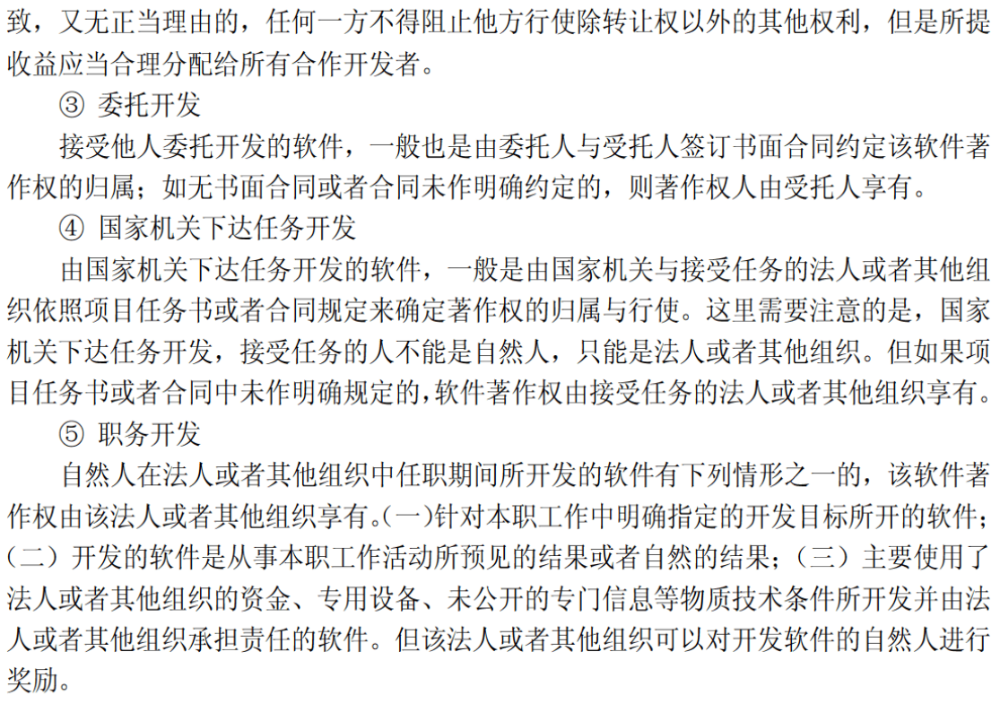 致，又无正当理由的，任何一方不得阻止他方行使除转让权以外的其他权利，但是所提
收益应当合理分配给所有合作开发者。
③ 委托开发
接受他人委托开发的软件，一般也是由委托人与受托人签订书面合同约定该软件著
作权的归属；如无书面合同或者合同未作明确约定的，则著作权人由受托人享有。
④ 国家机关下达任务开发
由国家机关下达任务开发的软件，一般是由国家机关与接受任务的法人或者其他组
织依照项目任务书或者合同规定来确定著作权的归属与行使。这里需要注意的是，国家
机关下达任务开发，接受任务的人不能是自然人，只能是法人或者其他组织。但如果项
目任务书或者合同中未作明确规定的，软件著作权由接受任务的法人或者其他组织享有。
⑤ 职务开发
自然人在法人或者其他组织中任职期间所开发的软件有下列情形之一的，该软件著
作权由该法人或者其他组织享有。（一）针对本职工作中明确指定的开发目标所开的软件；
（二）开发的软件是从事本职工作活动所预见的结果或者自然的结果；（三）主要使用了
法人或者其他组织的资金、专用设备、未公开的专门信息等物质技术条件所开发并由法
人或者其他组织承担责任的软件。但该法人或者其他组织可以对开发软件的自然人进行
奖励。